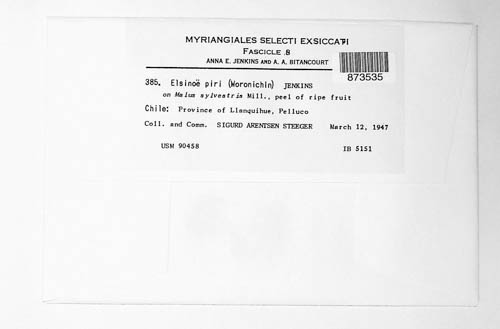 MYRIANGIALES SELECTI EXSICCATI
FASCICLE 8
ANNA E. JENKINS AND A. A. BITANCOURT
873535
385. Elsinoë piri (Woronichin) JENKINS
on Malus sylvestris Mill., peel of ripe fruit
Chile: Province of Llanquihue, Pelluco
Coll. and Comm. SIGURD ARENTSEN STEEGER March 12, 1947
USM 90458 IB 5151